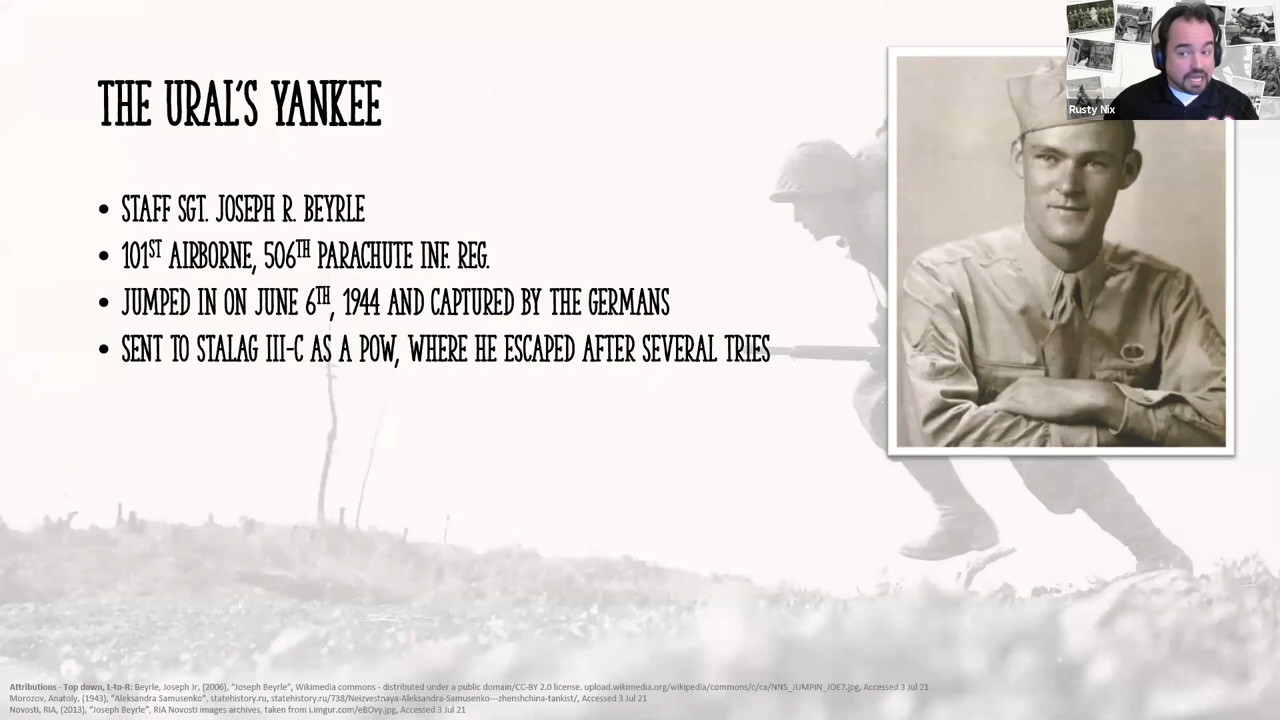 THE URAL'S YANKEE
• STAFF SGT. JOSEPH R. BEYRLE
• 101ST AIRBORNE, 506TH PARACHUTE INF. REG.
• JUMPED IN ON JUNE 6TH, 1944 AND CAPTURED BY THE GERMANS
• SENT TO STALAG III-C AS A POW, WHERE HE ESCAPED AFTER SEVERAL TRIES
Rusty Nix
Attributions - Top down, L-to-R: Beyrle, Joseph Jr, (2006), "Joseph Beyrle", Wikimedia commons - distributed under a public domain/CC-BY 2.0 license. upload.wikimedia.org/wikipedia/commons/c/ca/NNS_JUMPIN_JOE7.jpg, Accessed 3 Jul 21
Morozov, Anatoly, (1943), "Aleksandra Samusenko", statehistory.ru, statehistory.ru/738/Neizvestnaya-Aleksandra-Samusenko---zhenshchina-tankist/, Accessed 3 Jul 21
Novosti, RIA, (2013), "Joseph Beyrle", RIA Novosti images archives, taken from i.imgur.com/eBOvy.jpg, Accessed 3 Jul 21